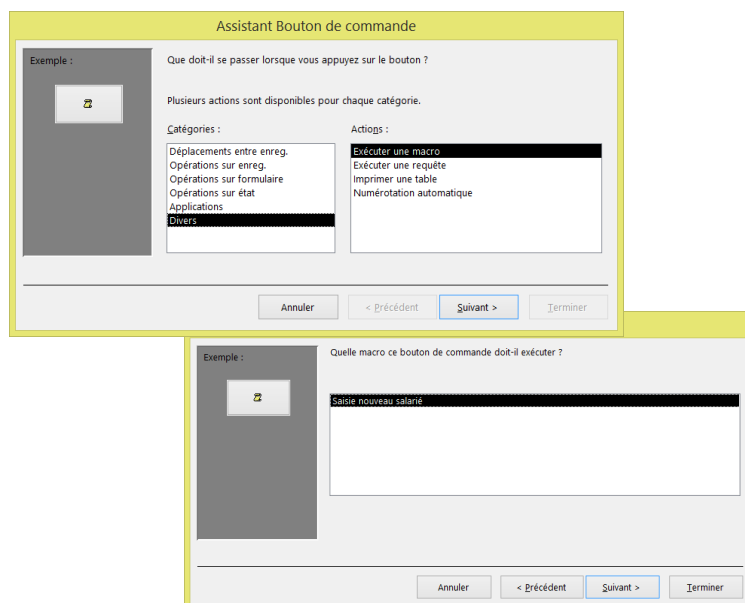 Assistant Bouton de commande
Exemple :
Que doit-il se passer lorsque vous appuyez sur le bouton ?
Plusieurs actions sont disponibles pour chaque catégorie.
Catégories :
Actions :
Déplacements entre enreg.
Opérations sur enreg.
Opérations sur formulaire
Opérations sur état
Applications
Divers
Exécuter une macro
Exécuter une requête
Imprimer une table
Numérotation automatique
Annuler
< Précédent
Suivant >
Terminer
Exemple :
Quelle macro ce bouton de commande doit-il exécuter ?
Saisie nouveau salarié
Annuler
< Précédent
Suivant >
Terminer